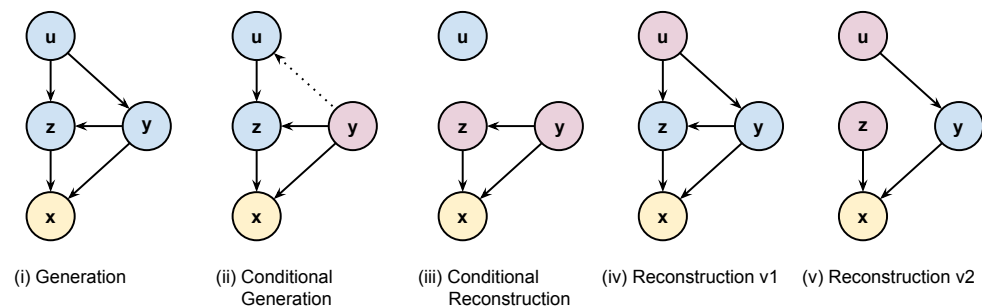 u u u u u
z y z y z y z y z y
x x x x x
(i) Generation (ii) Conditional (iii) Conditional (iv) Reconstruction v1 (v) Reconstruction v2
Generation Reconstruction